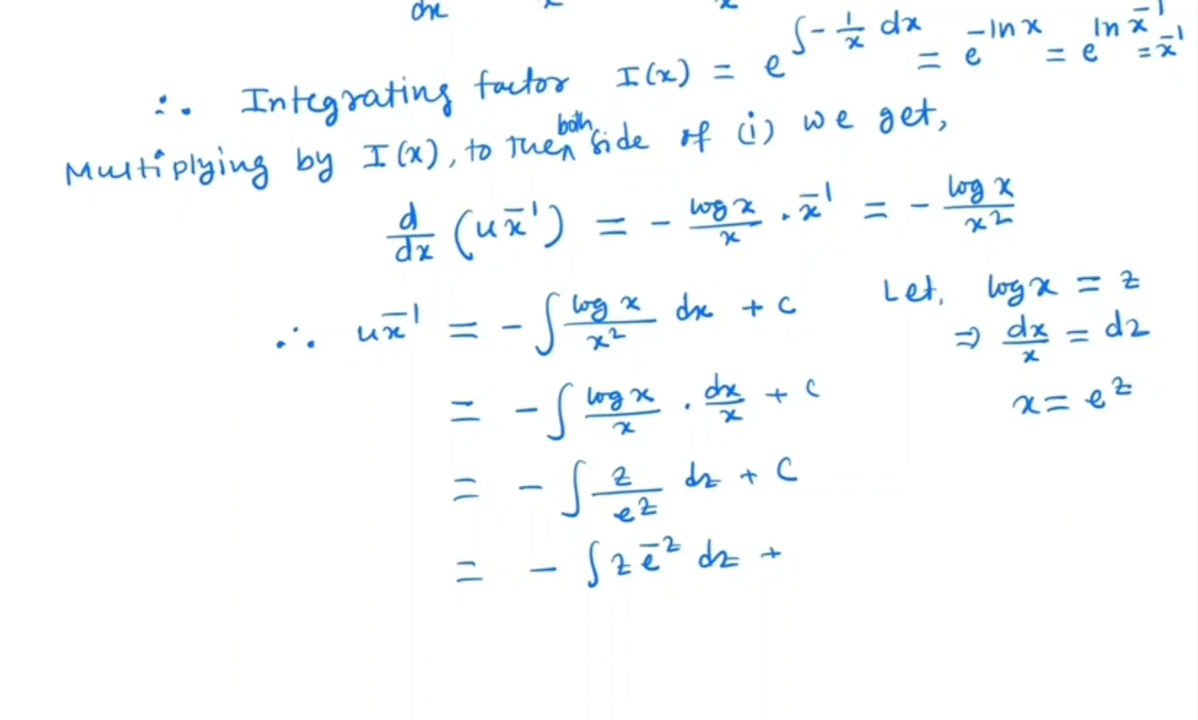 dx x x
∴ Integrating factor I(x) = e^{∫-1/x dx} = e^{-ln x} = e^{ln x^{-1}} = x^{-1}
Multiplying by I(x), to the both side of (i) we get,
d/dx (u x^{-1}) = - log x/x · x^{-1} = - log x/x^2
∴ u x^{-1} = - ∫ log x/x^2 dx + c
Let, log x = z
⇒ dx/x = dz
x = e^z
= - ∫ log x/x · dx/x + c
= - ∫ z/e^z dz + C
= - ∫ z e^{-z} dz +